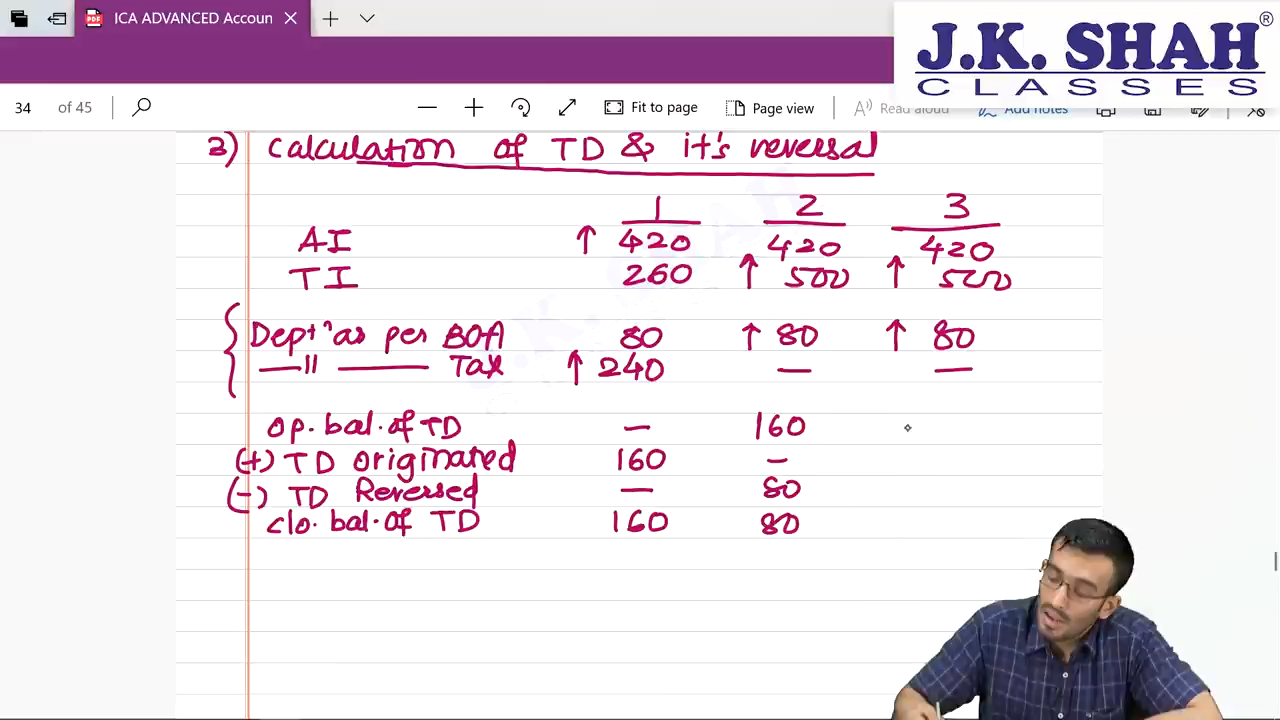 ICA ADVANCED Accoun
J.K. SHAH®
CLASSES
34 of 45 Fit to page Page view Read aloud Add notes
2) Calculation of TD & it's reversal
1 2 3
AI ↑ 420 420 420
TI 260 ↑ 500 ↑ 500
Dept'n as per BOA 80 ↑ 80 ↑ 80
—11— Tax ↑ 240 — —
op. bal. of TD — 160
(+) TD originated 160 —
(-) TD Reversed — 80
clo. bal. of TD 160 80